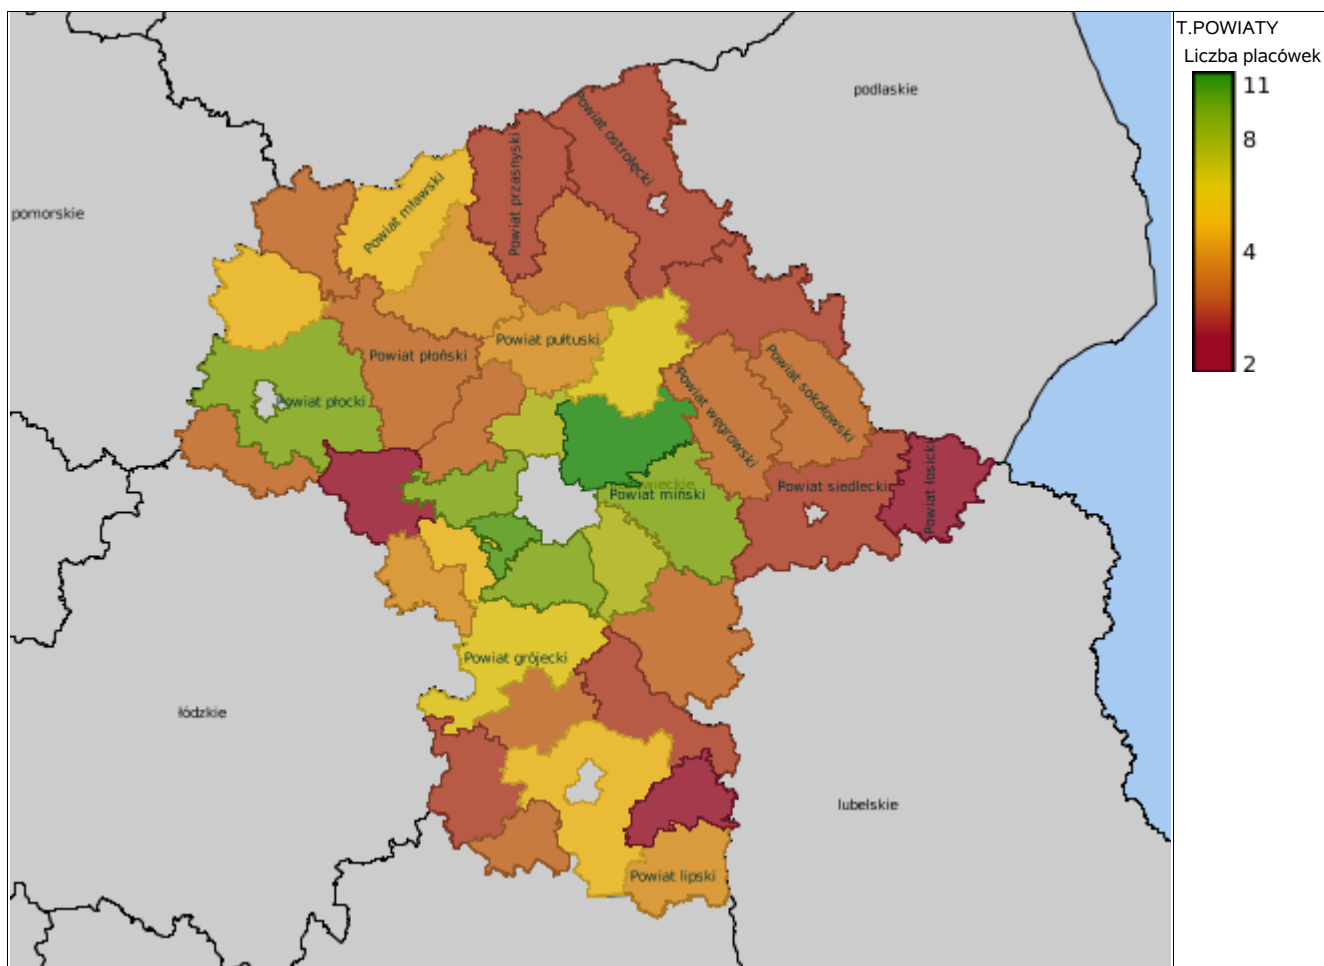 T.POWIATY
Liczba placówek
11
8
4
2
podlaskie
pomorskie
Powiat ostrołęcki
Powiat przasnyski
Powiat mławski
Powiat pułtuski
Powiat płoński
Powiat sokołowski
Powiat węgrowski
Powiat płocki
Powiat łosicki
Powiat siedlecki
Powiat miński
Powiat grójecki
łódzkie
lubelskie
Powiat lipski